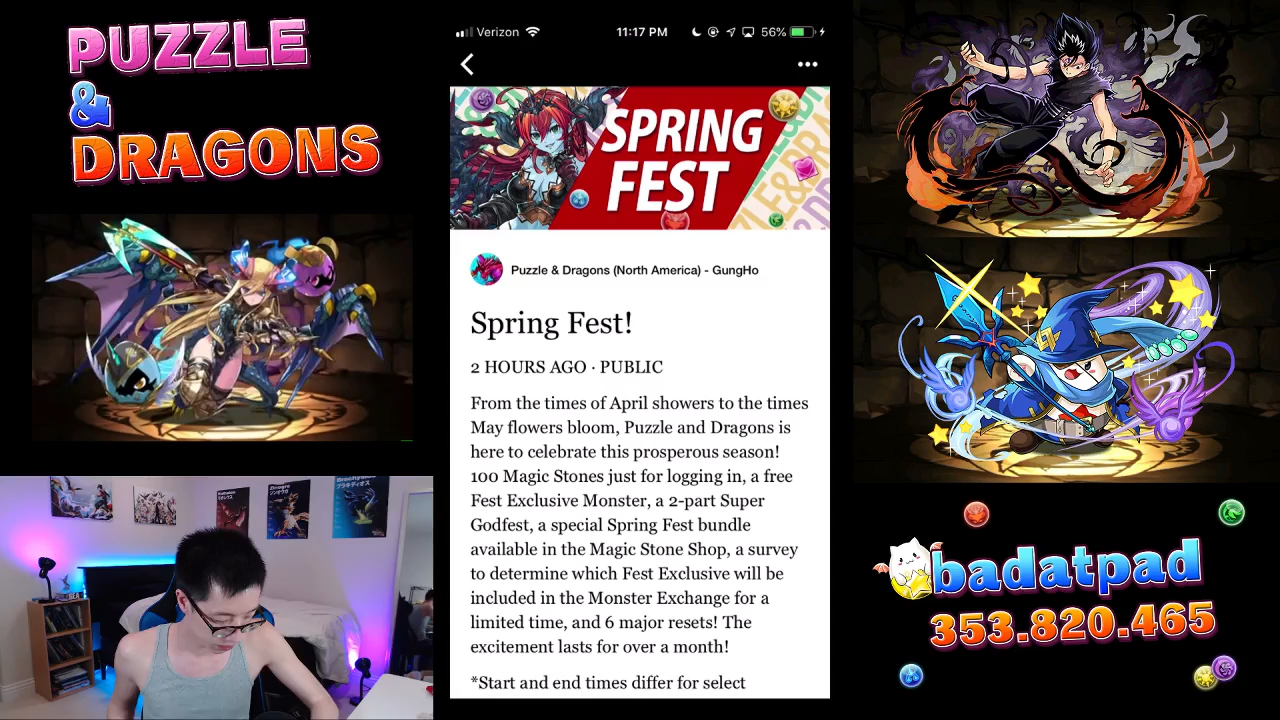 PUZZLE
&
DRAGONS
Verizon
11:17 PM
56%
SPRING
FEST
Puzzle & Dragons (North America) - GungHo
Spring Fest!
2 HOURS AGO · PUBLIC
From the times of April showers to the times
May flowers bloom, Puzzle and Dragons is
here to celebrate this prosperous season!
100 Magic Stones just for logging in, a free
Fest Exclusive Monster, a 2-part Super
Godfest, a special Spring Fest bundle
available in the Magic Stone Shop, a survey
to determine which Fest Exclusive will be
included in the Monster Exchange for a
limited time, and 6 major resets! The
excitement lasts for over a month!
*Start and end times differ for select
badatpad
353.820.465